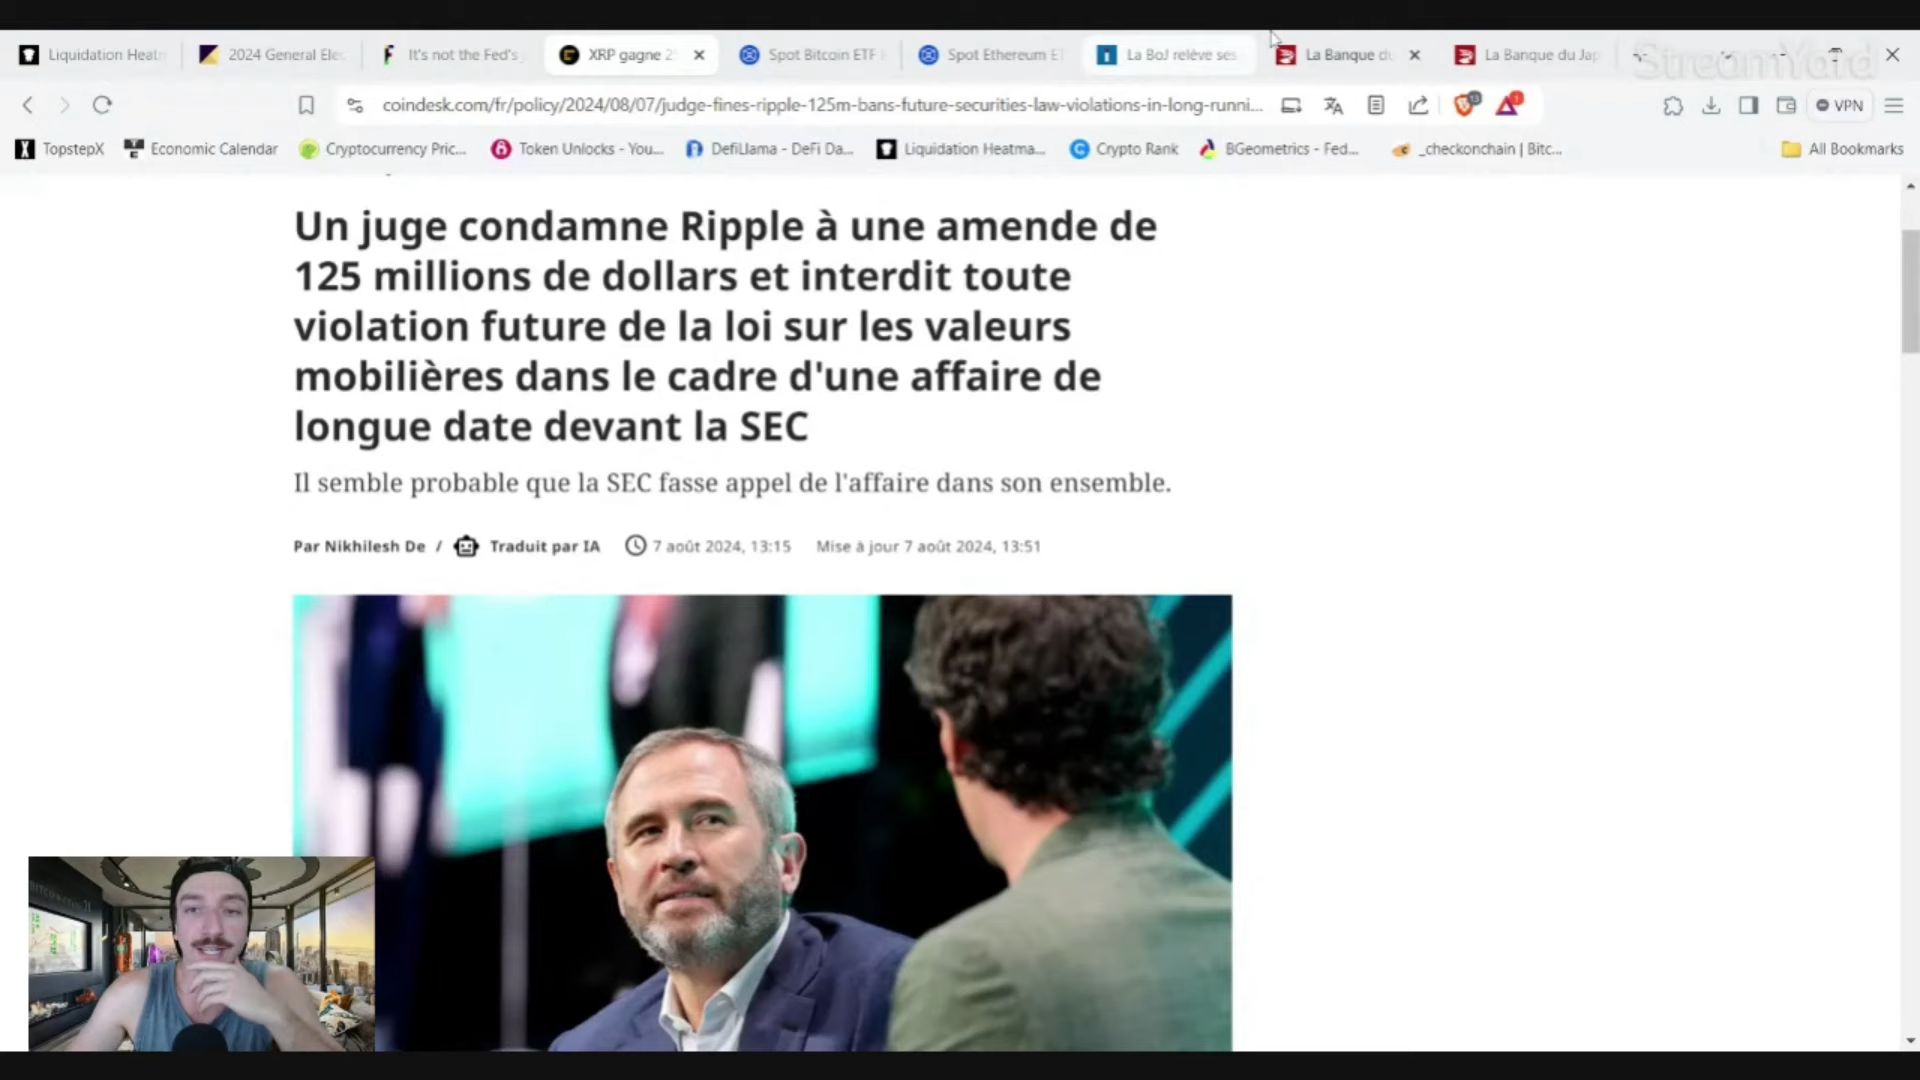 Liquidation Heatm
2024 General Elec
It's not the Fed's
XRP gagne 2
Spot Bitcoin ETF
Spot Ethereum E
La BoJ relève ses
La Banque d
La Banque du Jap
StreamYard
coindesk.com/fr/policy/2024/08/07/judge-fines-ripple-125m-bans-future-securities-law-violations-in-long-runni...
VPN
TopstepX
Economic Calendar
Cryptocurrency Pric...
Token Unlocks - You...
DefiLlama - DeFi Da...
Liquidation Heatma...
Crypto Rank
BGeometrics - Fed...
_checkonchain | Bitc...
All Bookmarks
Un juge condamne Ripple à une amende de
125 millions de dollars et interdit toute
violation future de la loi sur les valeurs
mobilières dans le cadre d'une affaire de
longue date devant la SEC
Il semble probable que la SEC fasse appel de l'affaire dans son ensemble.
Par Nikhilesh De / Traduit par IA 7 août 2024, 13:15 Mise à jour 7 août 2024, 13:51